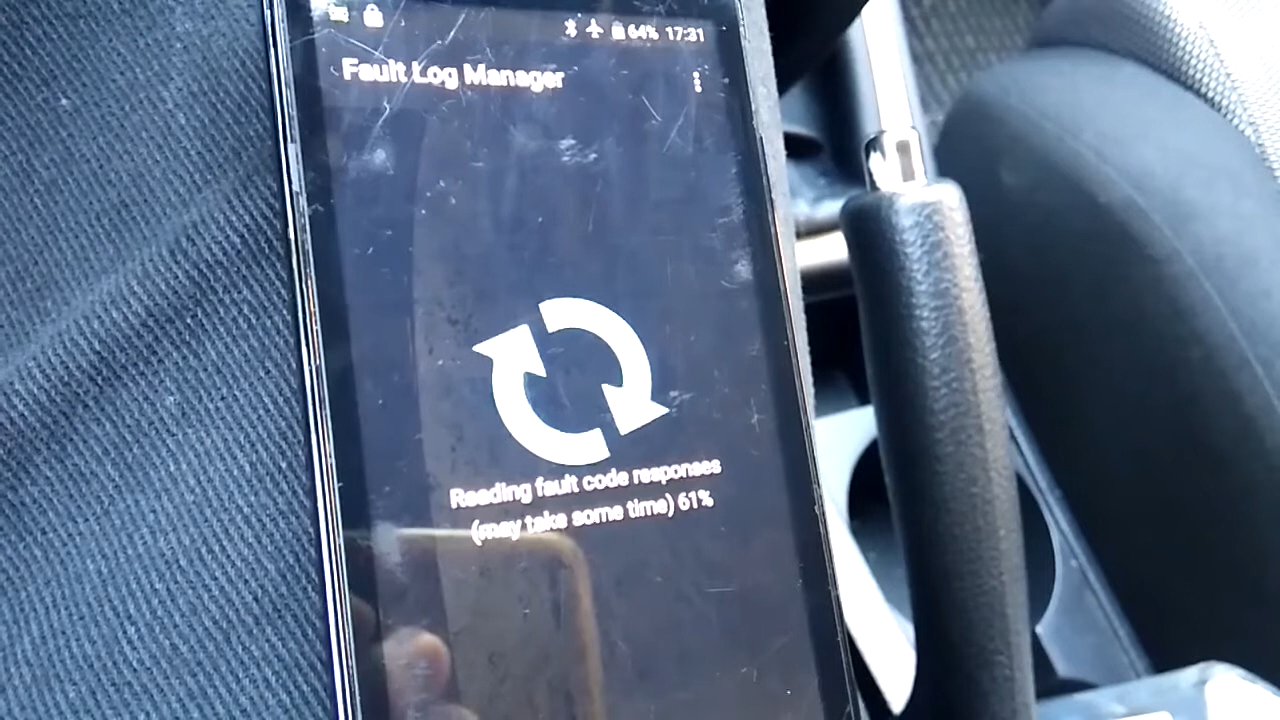 64% 17:31
Fault Log Manager
Reading fault code responses
(may take some time) 61%